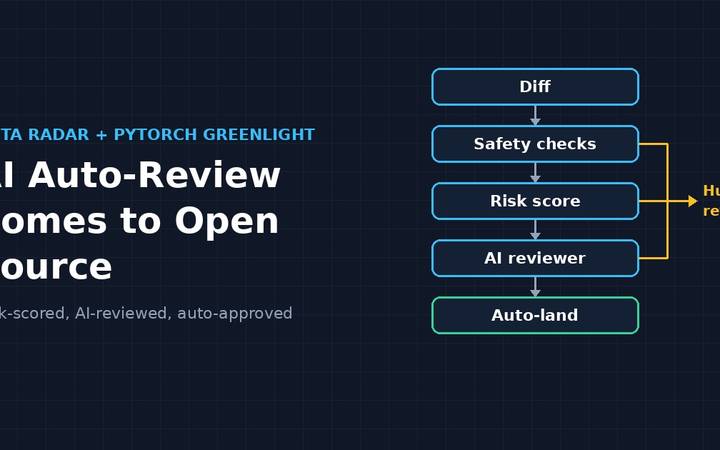 TA RADAR + PYTORCH GREENLIGHT
I Auto-Review
omes to Open
ource
k-scored, AI-reviewed, auto-approved
Diff
Safety checks
Risk score
AI reviewer
Auto-land
Hu
re